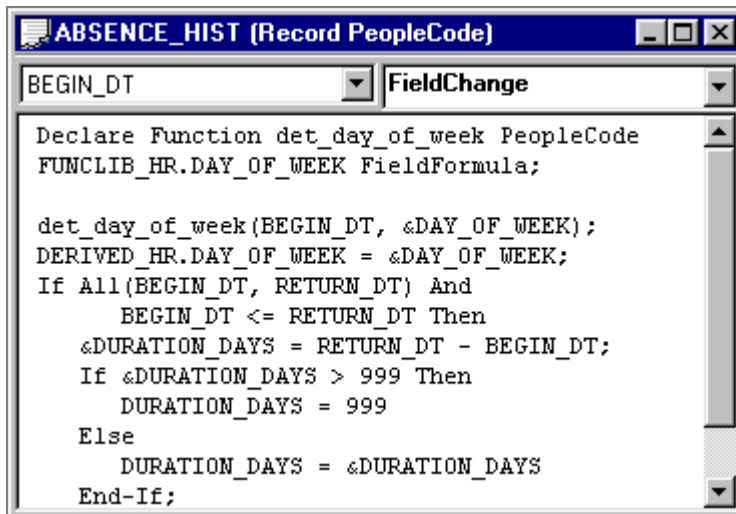 ABSENCE_HIST (Record PeopleCode)
BEGIN_DT FieldChange
Declare Function det_day_of_week PeopleCode
FUNCLIB_HR.DAY_OF_WEEK FieldFormula;
det_day_of_week(BEGIN_DT, &DAY_OF_WEEK);
DERIVED_HR.DAY_OF_WEEK = &DAY_OF_WEEK;
If All(BEGIN_DT, RETURN_DT) And
BEGIN_DT <= RETURN_DT Then
&DURATION_DAYS = RETURN_DT - BEGIN_DT;
If &DURATION_DAYS > 999 Then
DURATION_DAYS = 999
Else
DURATION_DAYS = &DURATION_DAYS
End-If;